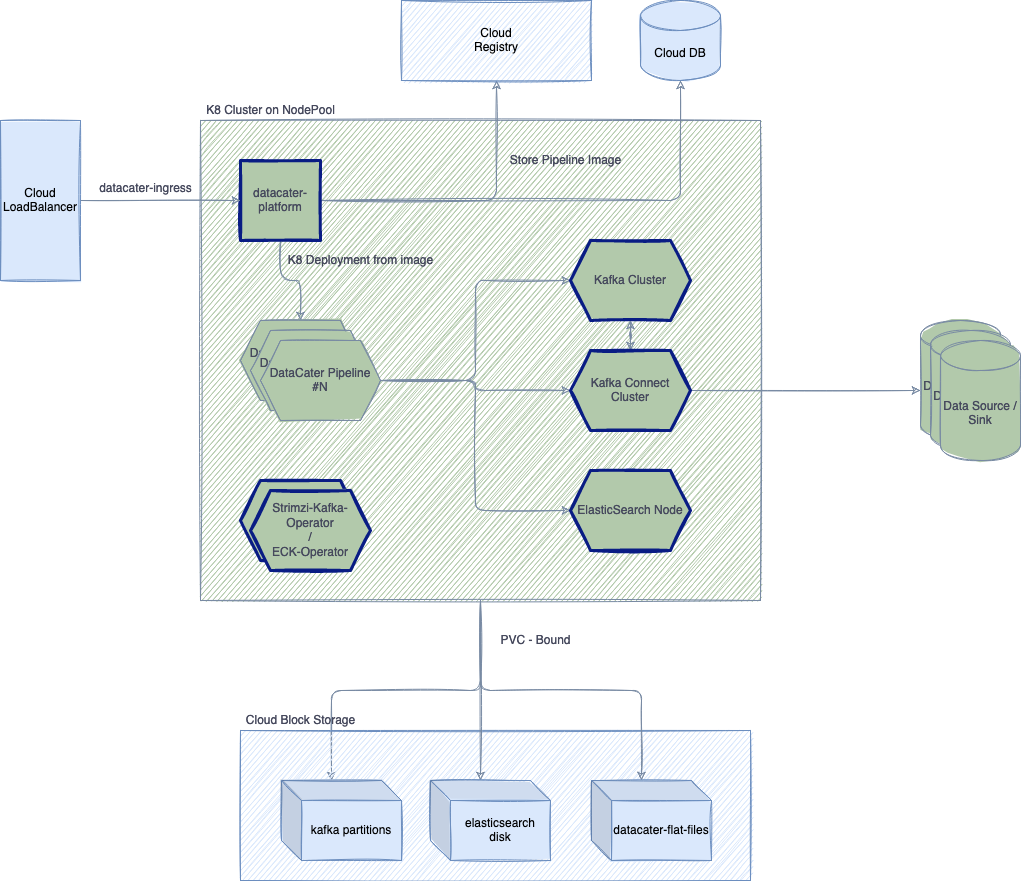 Cloud
Registry
Cloud DB
K8 Cluster on NodePool
Store Pipeline Image
Cloud
LoadBalancer
datacater-ingress
datacater-
platform
K8 Deployment from image
Kafka Cluster
D
D
DataCater Pipeline
#N
Kafka Connect
Cluster
D
D
Data Source /
Sink
Strimzi-Kafka-
Operator
/
ECK-Operator
ElasticSearch Node
PVC - Bound
Cloud Block Storage
kafka partitions
elasticsearch
disk
datacater-flat-files